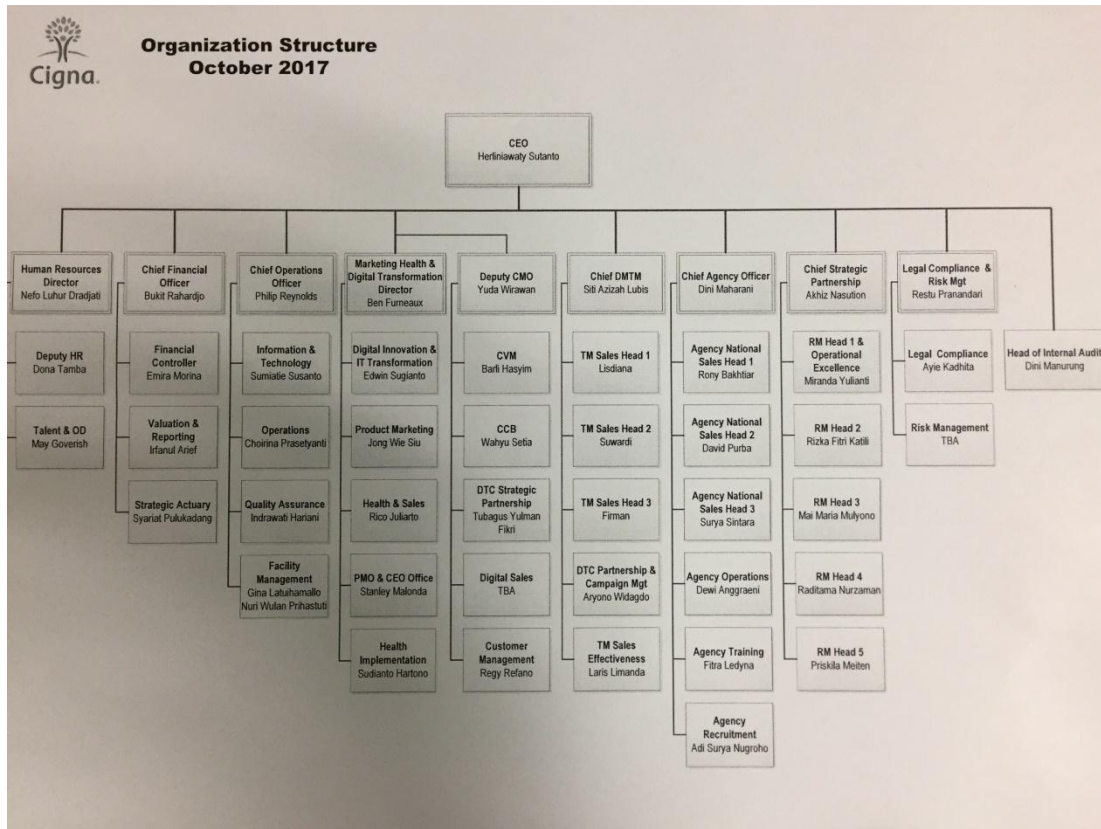 Cigna.
Organization Structure
October 2017
CEO
Herliniawaty Sutanto
Human Resources
Director
Nefo Luhur Dradjati
Chief Financial
Officer
Bukit Rahardjo
Chief Operations
Officer
Philip Reynolds
Marketing Health &
Digital Transformation
Director
Ben Furneaux
Deputy CMO
Yuda Wirawan
Chief DMTM
Siti Azizah Lubis
Chief Agency Officer
Dini Maharani
Chief Strategic
Partnership
Akhiz Nasution
Legal Compliance &
Risk Mgt
Restu Pranandari
Deputy HR
Dona Tamba
Financial
Controller
Emira Morina
Information &
Technology
Sumiatie Susanto
Digital Innovation &
IT Transformation
Edwin Sugianto
CVM
Barli Hasyim
TM Sales Head 1
Lisdiana
Agency National
Sales Head 1
Rony Bakhtiar
RM Head 1 &
Operational
Excellence
Miranda Yulianti
Legal Compliance
Ayie Kadhita
Head of Internal Audit
Dini Manurung
Talent & OD
May Goverish
Valuation &
Reporting
Irfanul Arief
Operations
Choirina Prasetyanti
Product Marketing
Jong Wie Siu
CCB
Wahyu Setia
TM Sales Head 2
Suwardi
Agency National
Sales Head 2
David Purba
RM Head 2
Rizka Fitri Katili
Risk Management
TBA
Strategic Actuary
Syariat Pulukadang
Quality Assurance
Indrawati Hariani
Health & Sales
Rico Juliarto
DTC Strategic
Partnership
Tubagus Yulman
Fikri
TM Sales Head 3
Firman
Agency National
Sales Head 3
Surya Sintara
RM Head 3
Mai Maria Mulyono
Facility
Management
Gina Latuihamallo
Nuri Wulan Prihastuti
PMO & CEO Office
Stanley Malonda
Digital Sales
TBA
DTC Partnership &
Campaign Mgt
Aryono Widagdo
Agency Operations
Dewi Anggraeni
RM Head 4
Raditama Nurzaman
Health
Implementation
Sudianto Hartono
Customer
Management
Regy Refano
TM Sales
Effectiveness
Laris Limanda
Agency Training
Fitra Ledyna
RM Head 5
Priskila Meiten
Agency
Recruitment
Adi Surya Nugroho